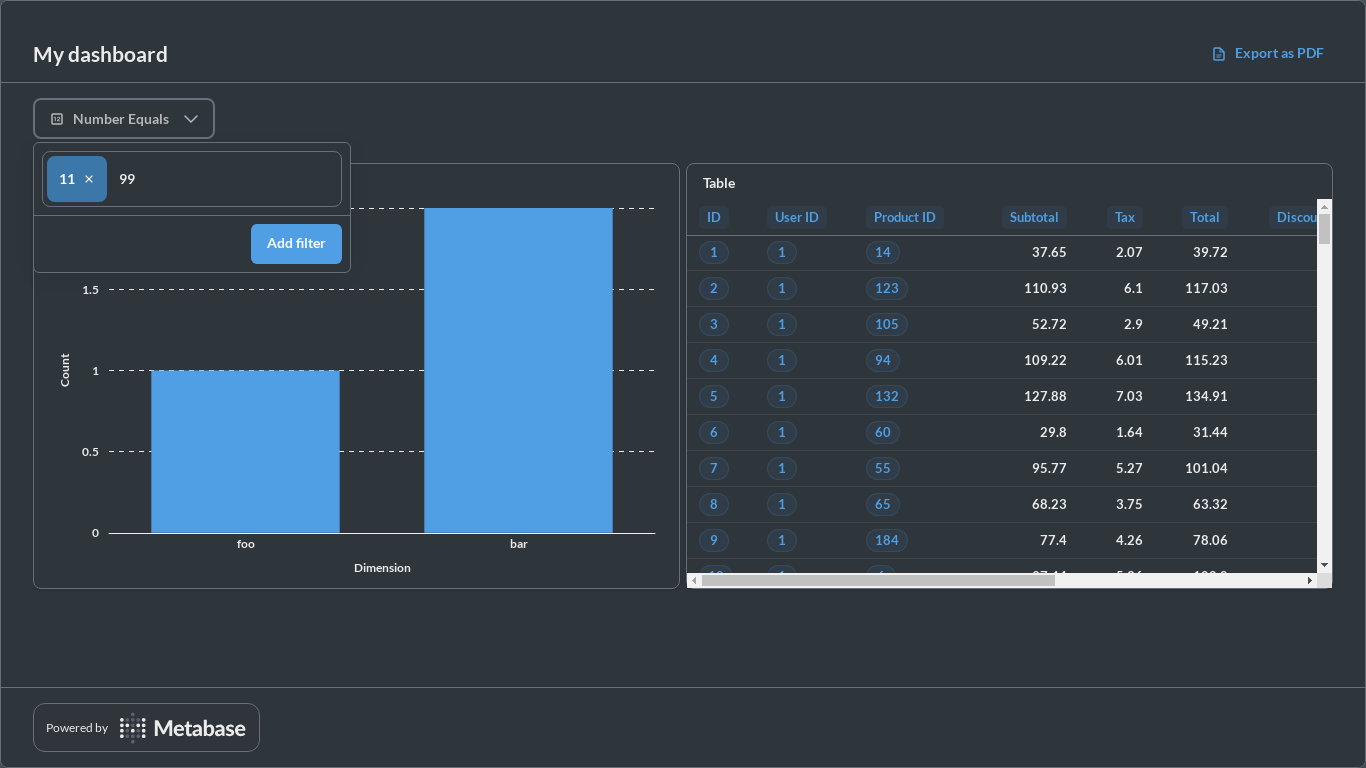 My dashboard
Export as PDF
Number Equals
11 × 99
Add filter
1.5
1
0.5
0
Count
foo bar
Dimension
Table
ID User ID Product ID Subtotal Tax Total Discou
1 1 14 37.65 2.07 39.72
2 1 123 110.93 6.1 117.03
3 1 105 52.72 2.9 49.21
4 1 94 109.22 6.01 115.23
5 1 132 127.88 7.03 134.91
6 1 60 29.8 1.64 31.44
7 1 55 95.77 5.27 101.04
8 1 65 68.23 3.75 63.32
9 1 184 77.4 4.26 78.06
Powered by Metabase